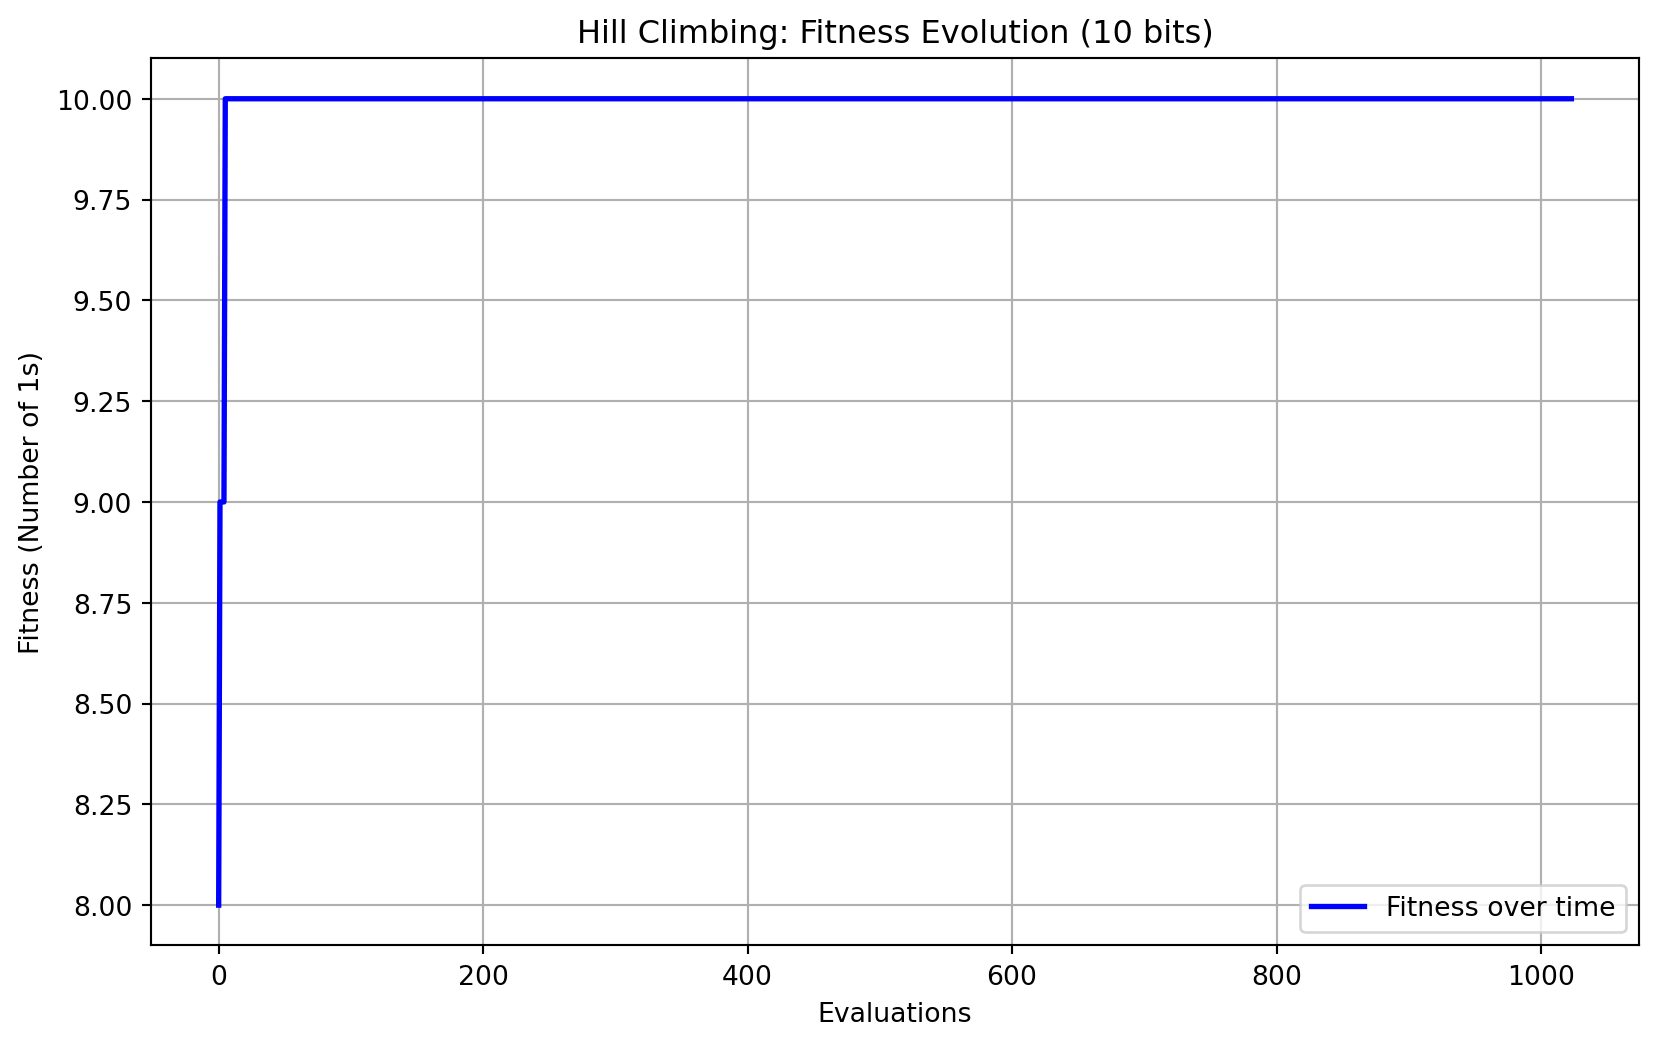 Hill Climbing: Fitness Evolution (10 bits)
Fitness (Number of 1s)
10.00
9.75
9.50
9.25
9.00
8.75
8.50
8.25
8.00
Fitness over time
0 200 400 600 800 1000
Evaluations